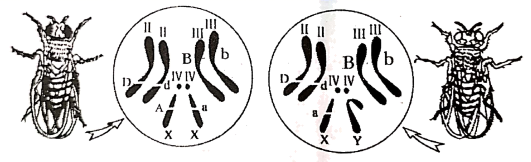 II II III III
B b
D d IV IV
A a
X X
II II III III
B b
D d IV IV
a
X Y